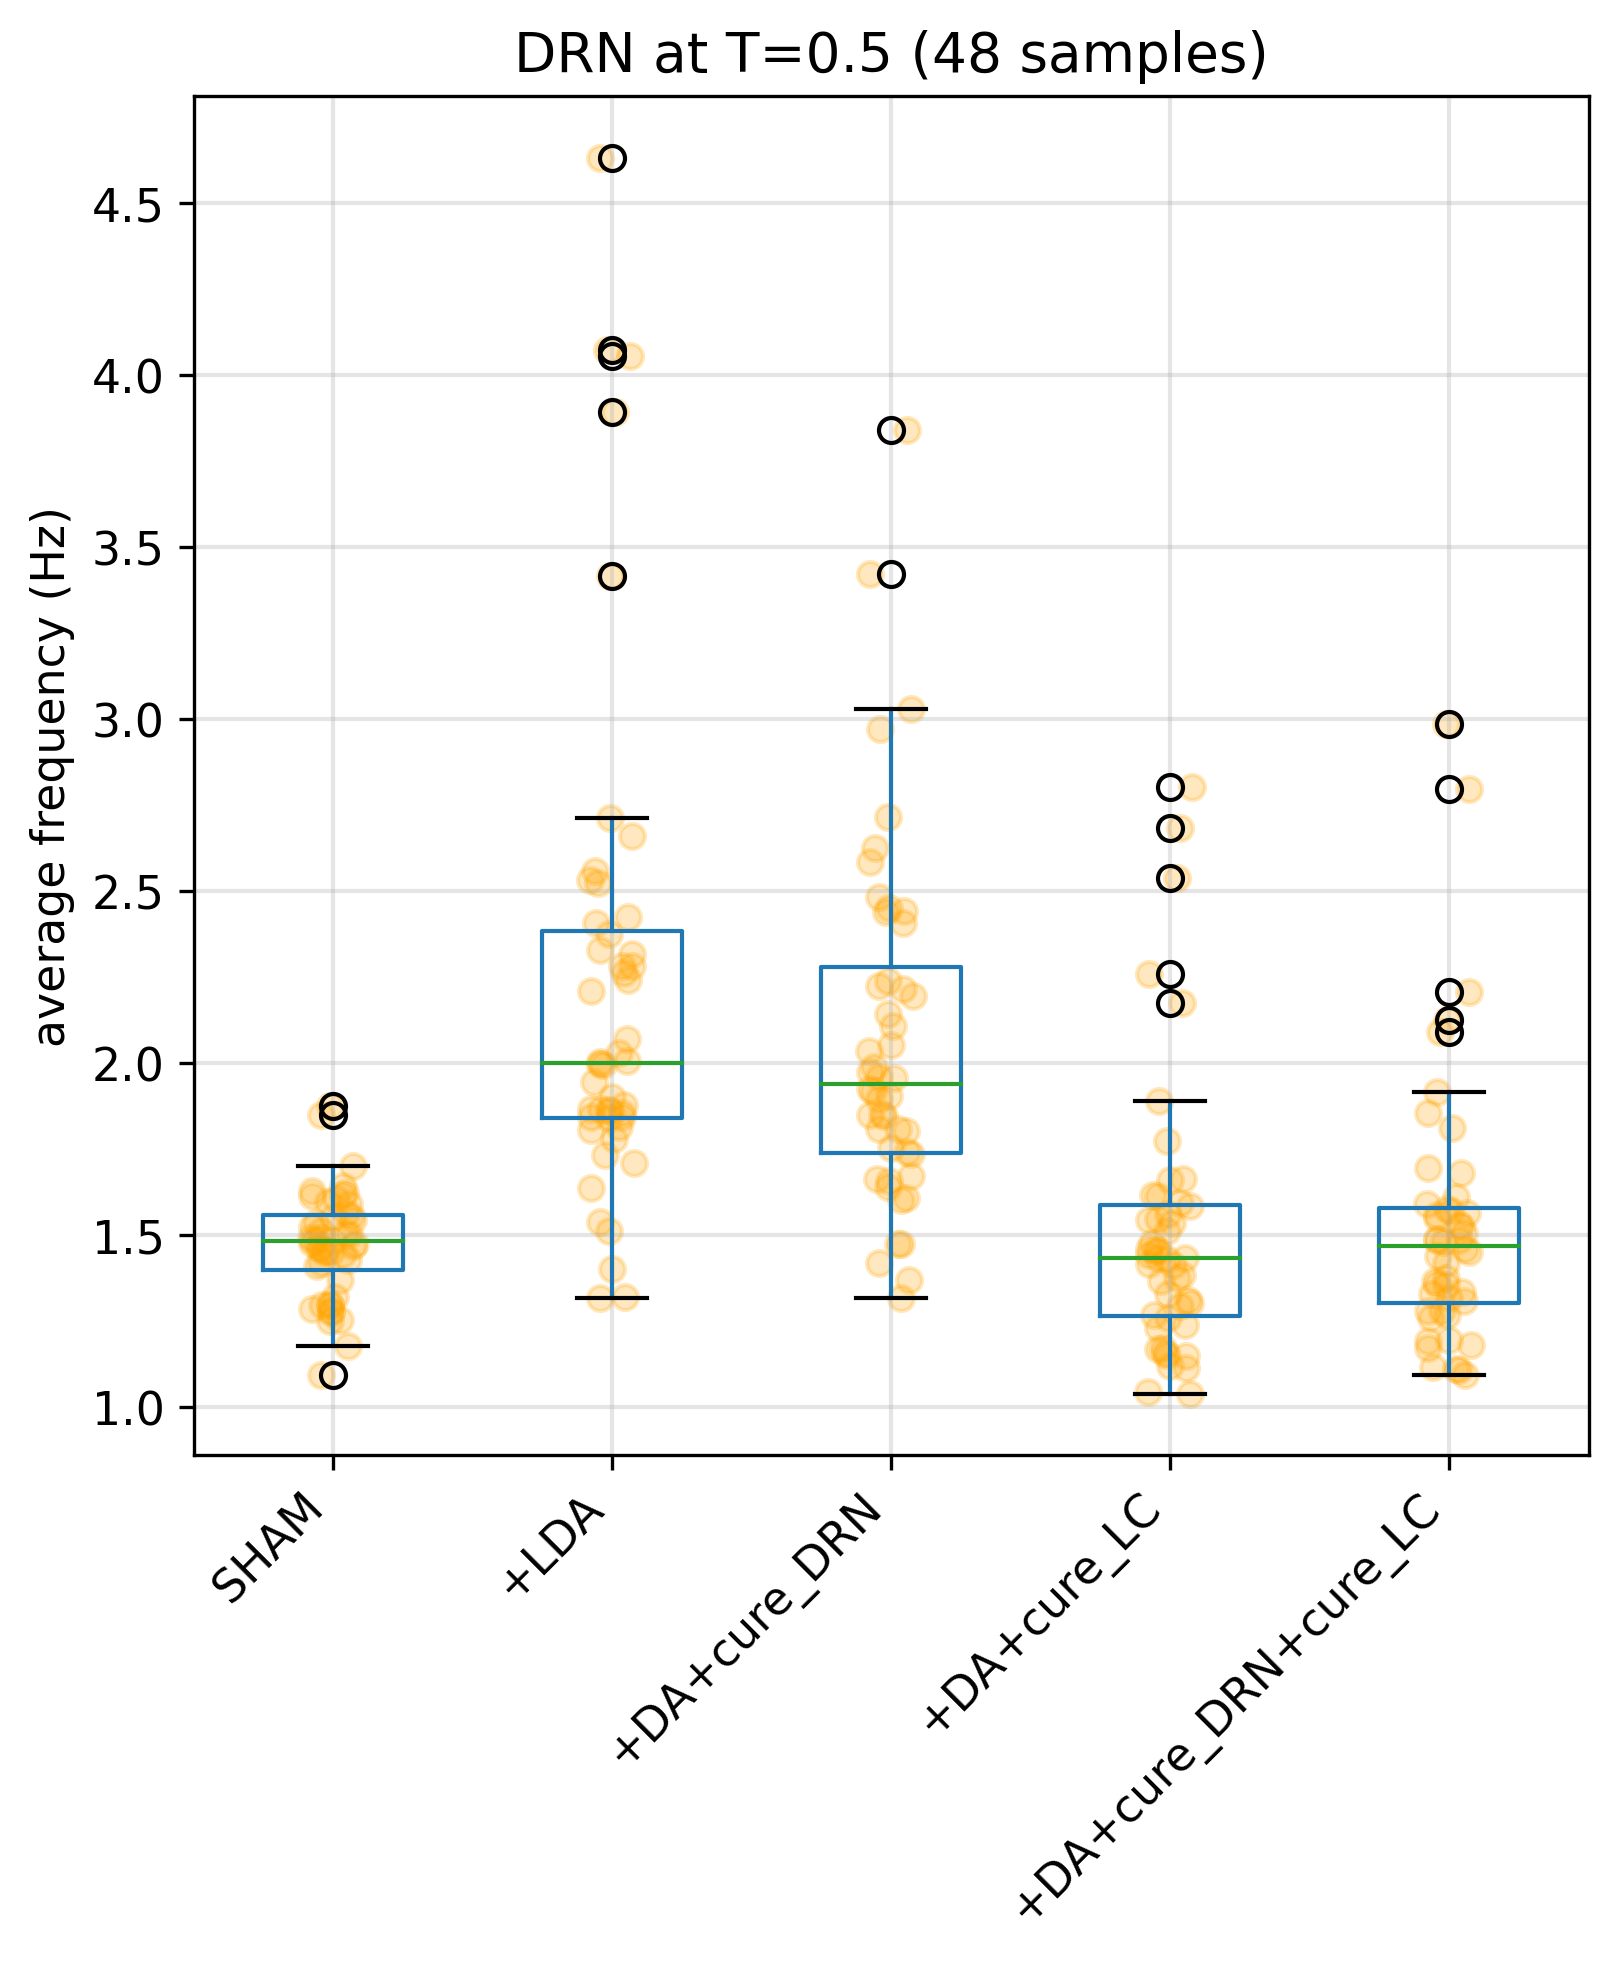 DRN at T=0.5 (48 samples)
average frequency (Hz)
4.5
4.0
3.5
3.0
2.5
2.0
1.5
1.0
SHAM
+LDA
+DA+cure_DRN
+DA+cure_LC
+DA+cure_DRN+cure_LC